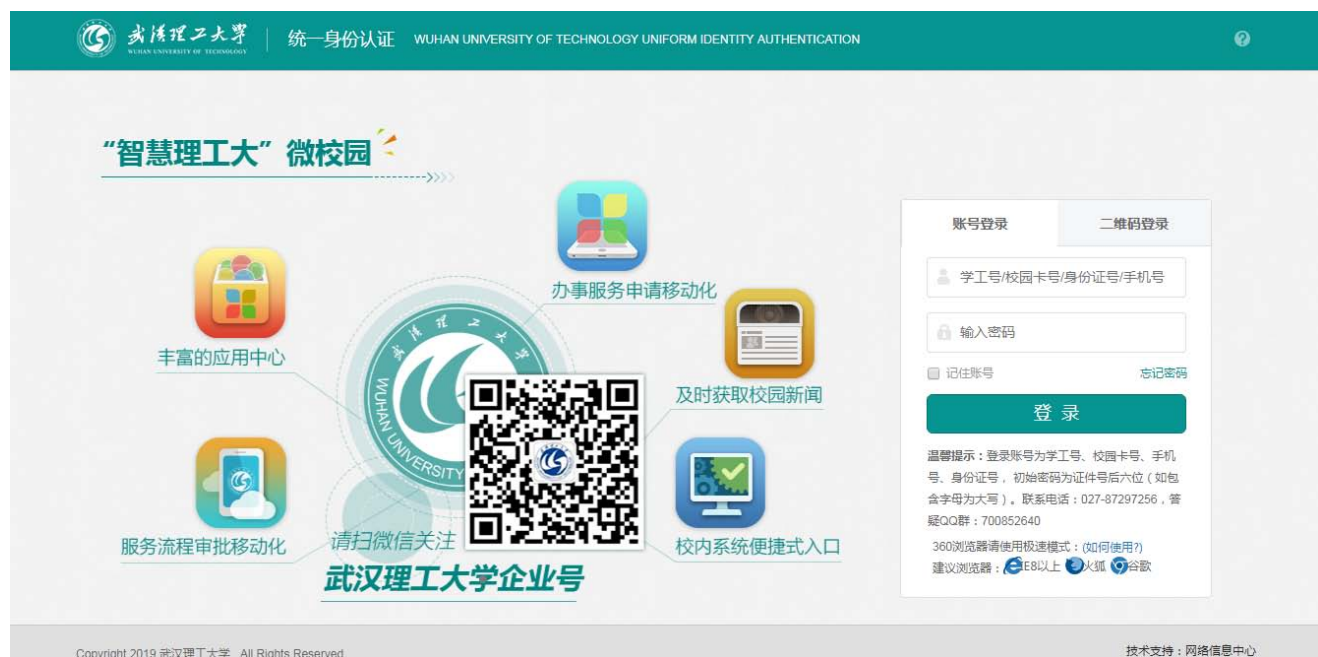 武汉理工大学 统一身份认证 WUHAN UNIVERSITY OF TECHNOLOGY UNIFORM IDENTITY AUTHENTICATION
WUHAN UNIVERSITY OF TECHNOLOGY
“智慧理工大”微校园
办事服务申请移动化
丰富的应用中心
及时获取校园新闻
武汉理工大学
WUHAN UNIVERSITY
服务流程审批移动化
校内系统便捷式入口
请扫微信关注
武汉理工大学企业号
账号登录 二维码登录
学工号/校园卡号/身份证号/手机号
输入密码
记住账号 忘记密码
登 录
温馨提示：登录账号为学工号、校园卡号、手机
号、身份证号，初始密码为证件号后六位（如包
含字母为大写）。联系电话：027-87297256，答
疑QQ群：700852640
360浏览器请使用极速模式：(如何使用?)
建议浏览器：IE8以上 火狐 谷歌
Copyright 2019 武汉理工大学 All Rights Reserved
技术支持：网络信息中心